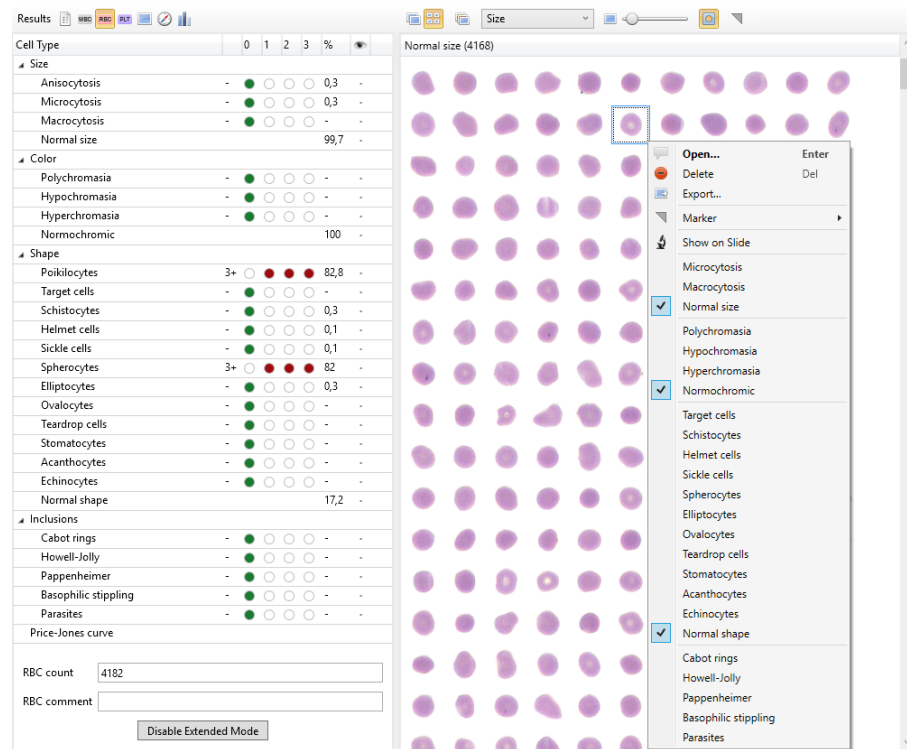 Results WBC RBC PLT Size
Cell Type 0 1 2 3 %
Size
Anisocytosis - 0,3 -
Microcytosis - 0,3 -
Macrocytosis - - -
Normal size 99,7 -
Color
Polychromasia - - -
Hypochromasia - - -
Hyperchromasia - - -
Normochromic 100 -
Shape
Poikilocytes 3+ 82,8 -
Target cells - - -
Schistocytes - 0,3 -
Helmet cells - 0,1 -
Sickle cells - 0,1 -
Spherocytes 3+ 82 -
Elliptocytes - 0,3 -
Ovalocytes - - -
Teardrop cells - - -
Stomatocytes - - -
Acanthocytes - - -
Echinocytes - - -
Normal shape 17,2 -
Inclusions
Cabot rings - - -
Howell-Jolly - - -
Pappenheimer - - -
Basophilic stippling - - -
Parasites - - -
Price-Jones curve
RBC count 4182
RBC comment
Disable Extended Mode
Normal size (4168)
Open... Enter
Delete Del
Export...
Marker
Show on Slide
Microcytosis
Macrocytosis
Normal size
Polychromasia
Hypochromasia
Hyperchromasia
Normochromic
Target cells
Schistocytes
Helmet cells
Sickle cells
Spherocytes
Elliptocytes
Ovalocytes
Teardrop cells
Stomatocytes
Acanthocytes
Echinocytes
Normal shape
Cabot rings
Howell-Jolly
Pappenheimer
Basophilic stippling
Parasites